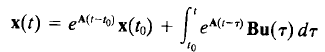 x(t) = e^{A(t-t_0)} x(t_0) + ∫_{t_0}^{t} e^{A(t-τ)} Bu(τ) dτ